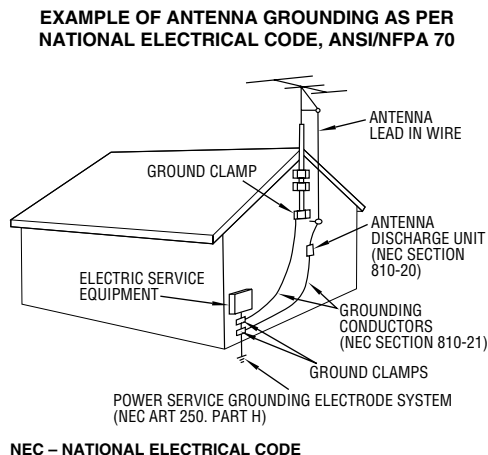 EXAMPLE OF ANTENNA GROUNDING AS PER
NATIONAL ELECTRICAL CODE, ANSI/NFPA 70
ANTENNA
LEAD IN WIRE
GROUND CLAMP
ANTENNA
DISCHARGE UNIT
(NEC SECTION
810-20)
ELECTRIC SERVICE
EQUIPMENT
GROUNDING
CONDUCTORS
(NEC SECTION 810-21)
GROUND CLAMPS
POWER SERVICE GROUNDING ELECTRODE SYSTEM
(NEC ART 250. PART H)
NEC – NATIONAL ELECTRICAL CODE